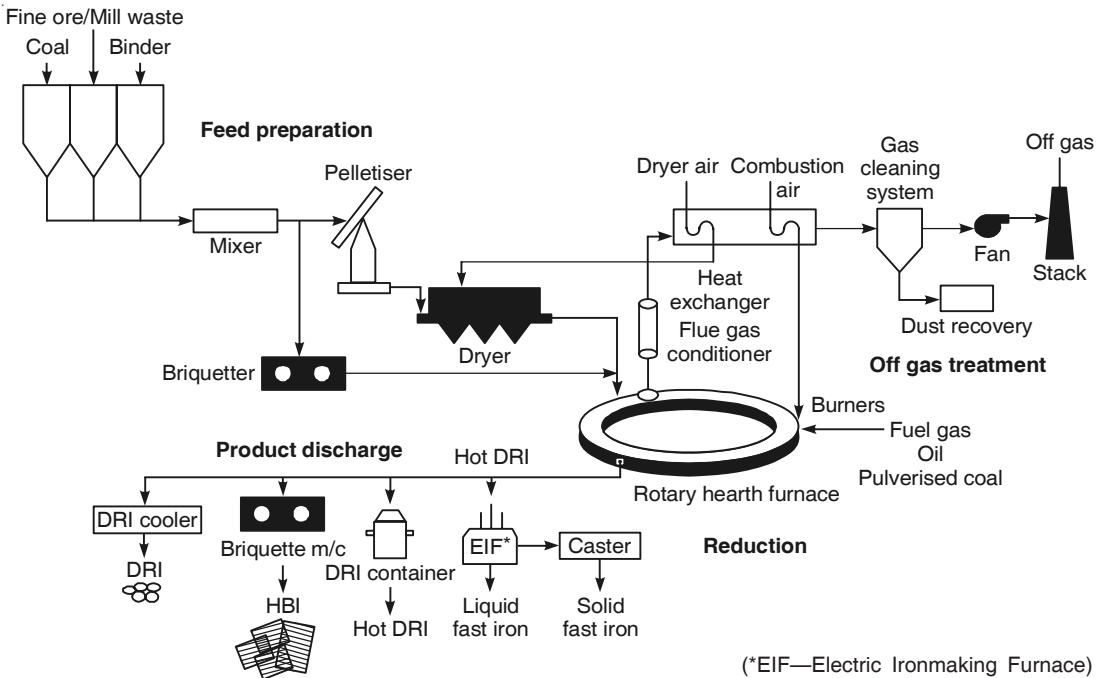 Fine ore/Mill waste
Coal
Binder
Feed preparation
Pelletiser
Mixer
Dryer
Briquetter
Dryer air
Combustion
air
Gas
cleaning
system
Off gas
Fan
Stack
Heat
exchanger
Flue gas
conditioner
Dust recovery
Off gas treatment
Burners
Fuel gas
Oil
Pulverised coal
Rotary hearth furnace
Reduction
Product discharge
Hot DRI
DRI cooler
DRI
Briquette m/c
HBI
DRI container
Hot DRI
EIF*
Liquid
fast iron
Caster
Solid
fast iron
(*EIF—Electric Ironmaking Furnace)